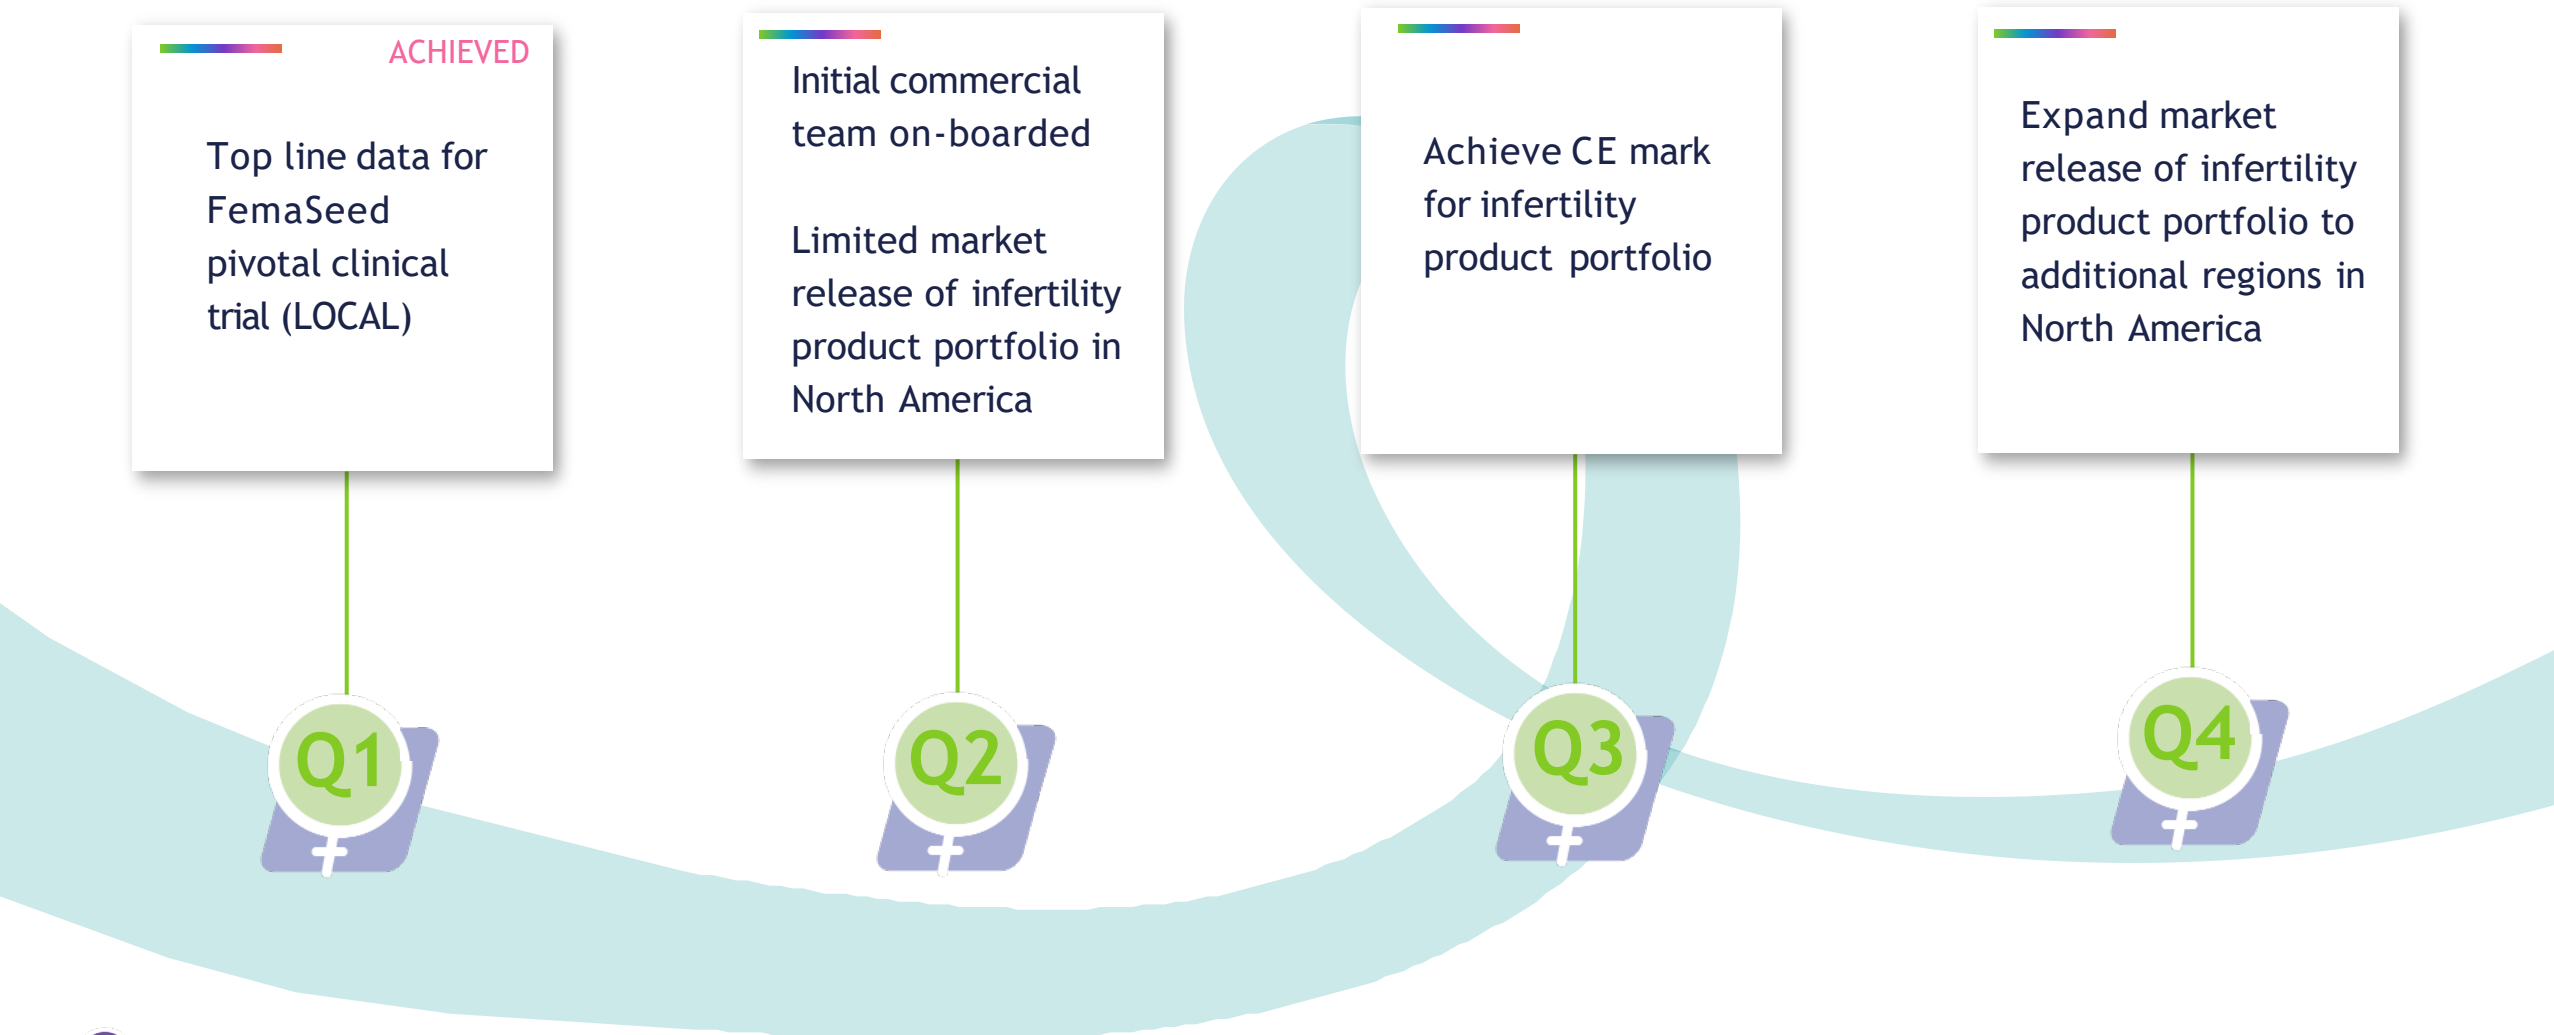 ACHIEVED
Top line data for
FemaSeed
pivotal clinical
trial (LOCAL)
Initial commercial
team on-boarded
Limited market
release of infertility
product portfolio in
North America
Achieve CE mark
for infertility
product portfolio
Expand market
release of infertility
product portfolio to
additional regions in
North America
Q1
Q2
Q3
Q4